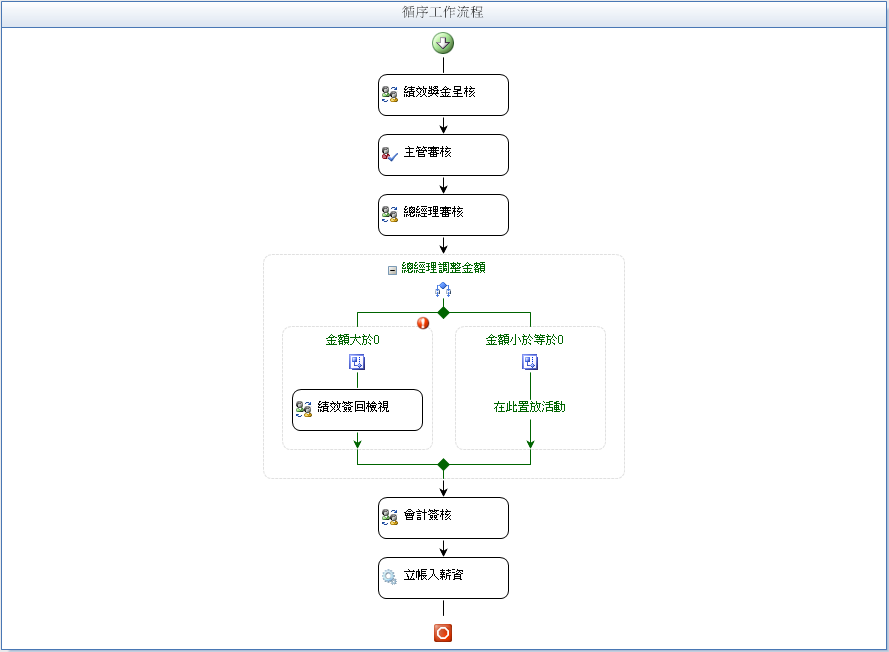 循序工作流程
績效獎金呈核
主管審核
總經理審核
總經理調整金額
金額大於0
金額小於等於0
績效簽回檢視
在此置放活動
會計簽核
立帳入薪資